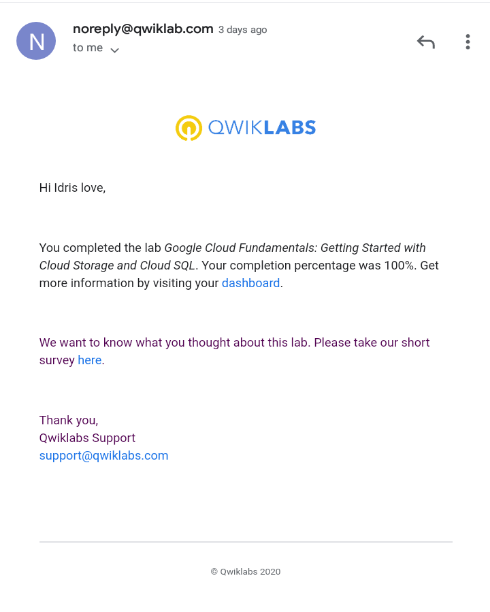 N
noreply@qwiklab.com 3 days ago
to me
QWIKLABS
Hi Idris love,
You completed the lab Google Cloud Fundamentals: Getting Started with
Cloud Storage and Cloud SQL. Your completion percentage was 100%. Get
more information by visiting your dashboard.
We want to know what you thought about this lab. Please take our short
survey here.
Thank you,
Qwiklabs Support
support@qwiklabs.com
© Qwiklabs 2020